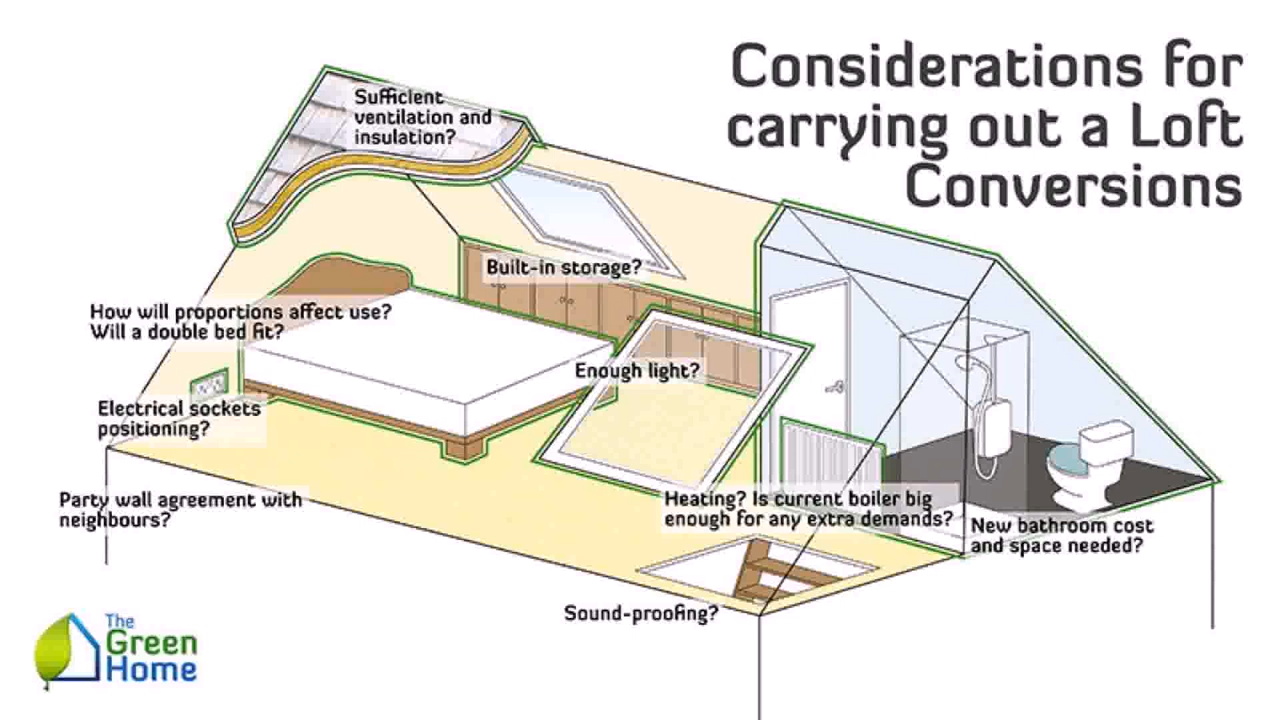 Considerations for
carrying out a Loft
Conversions
Sufficient
ventilation and
insulation?
Built-in storage?
How will proportions affect use?
Will a double bed fit?
Enough light?
Electrical sockets
positioning?
Party wall agreement with
neighbours?
Heating? Is current boiler big
enough for any extra demands?
New bathroom cost
and space needed?
Sound-proofing?
The
Green
Home